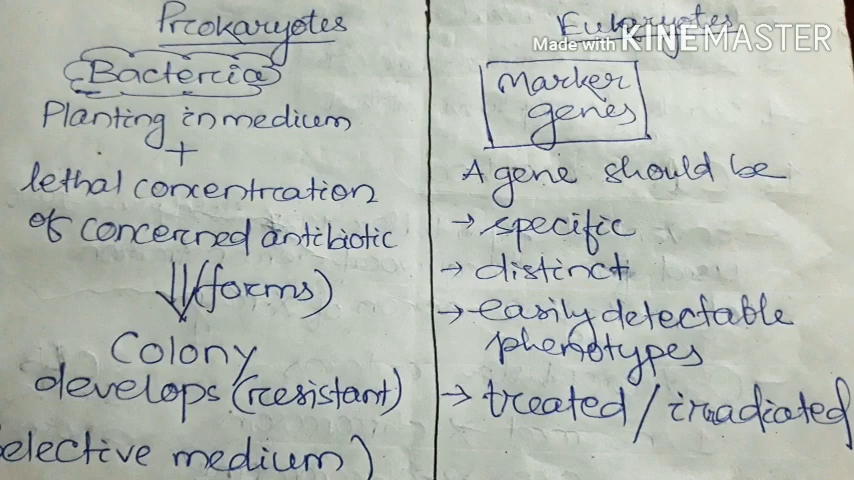 Prokaryotes
Bacteria
Planting in medium
+
lethal concentration
of concerned antibiotic
(forms)
Colony
develops (resistant)
elective medium)
Eukaryotes
Made with KINEMASTER
Marker
genes
A gene should be
→ specific
→ distinct
→ easily detectable
phenotypes
→ treated / irradiated